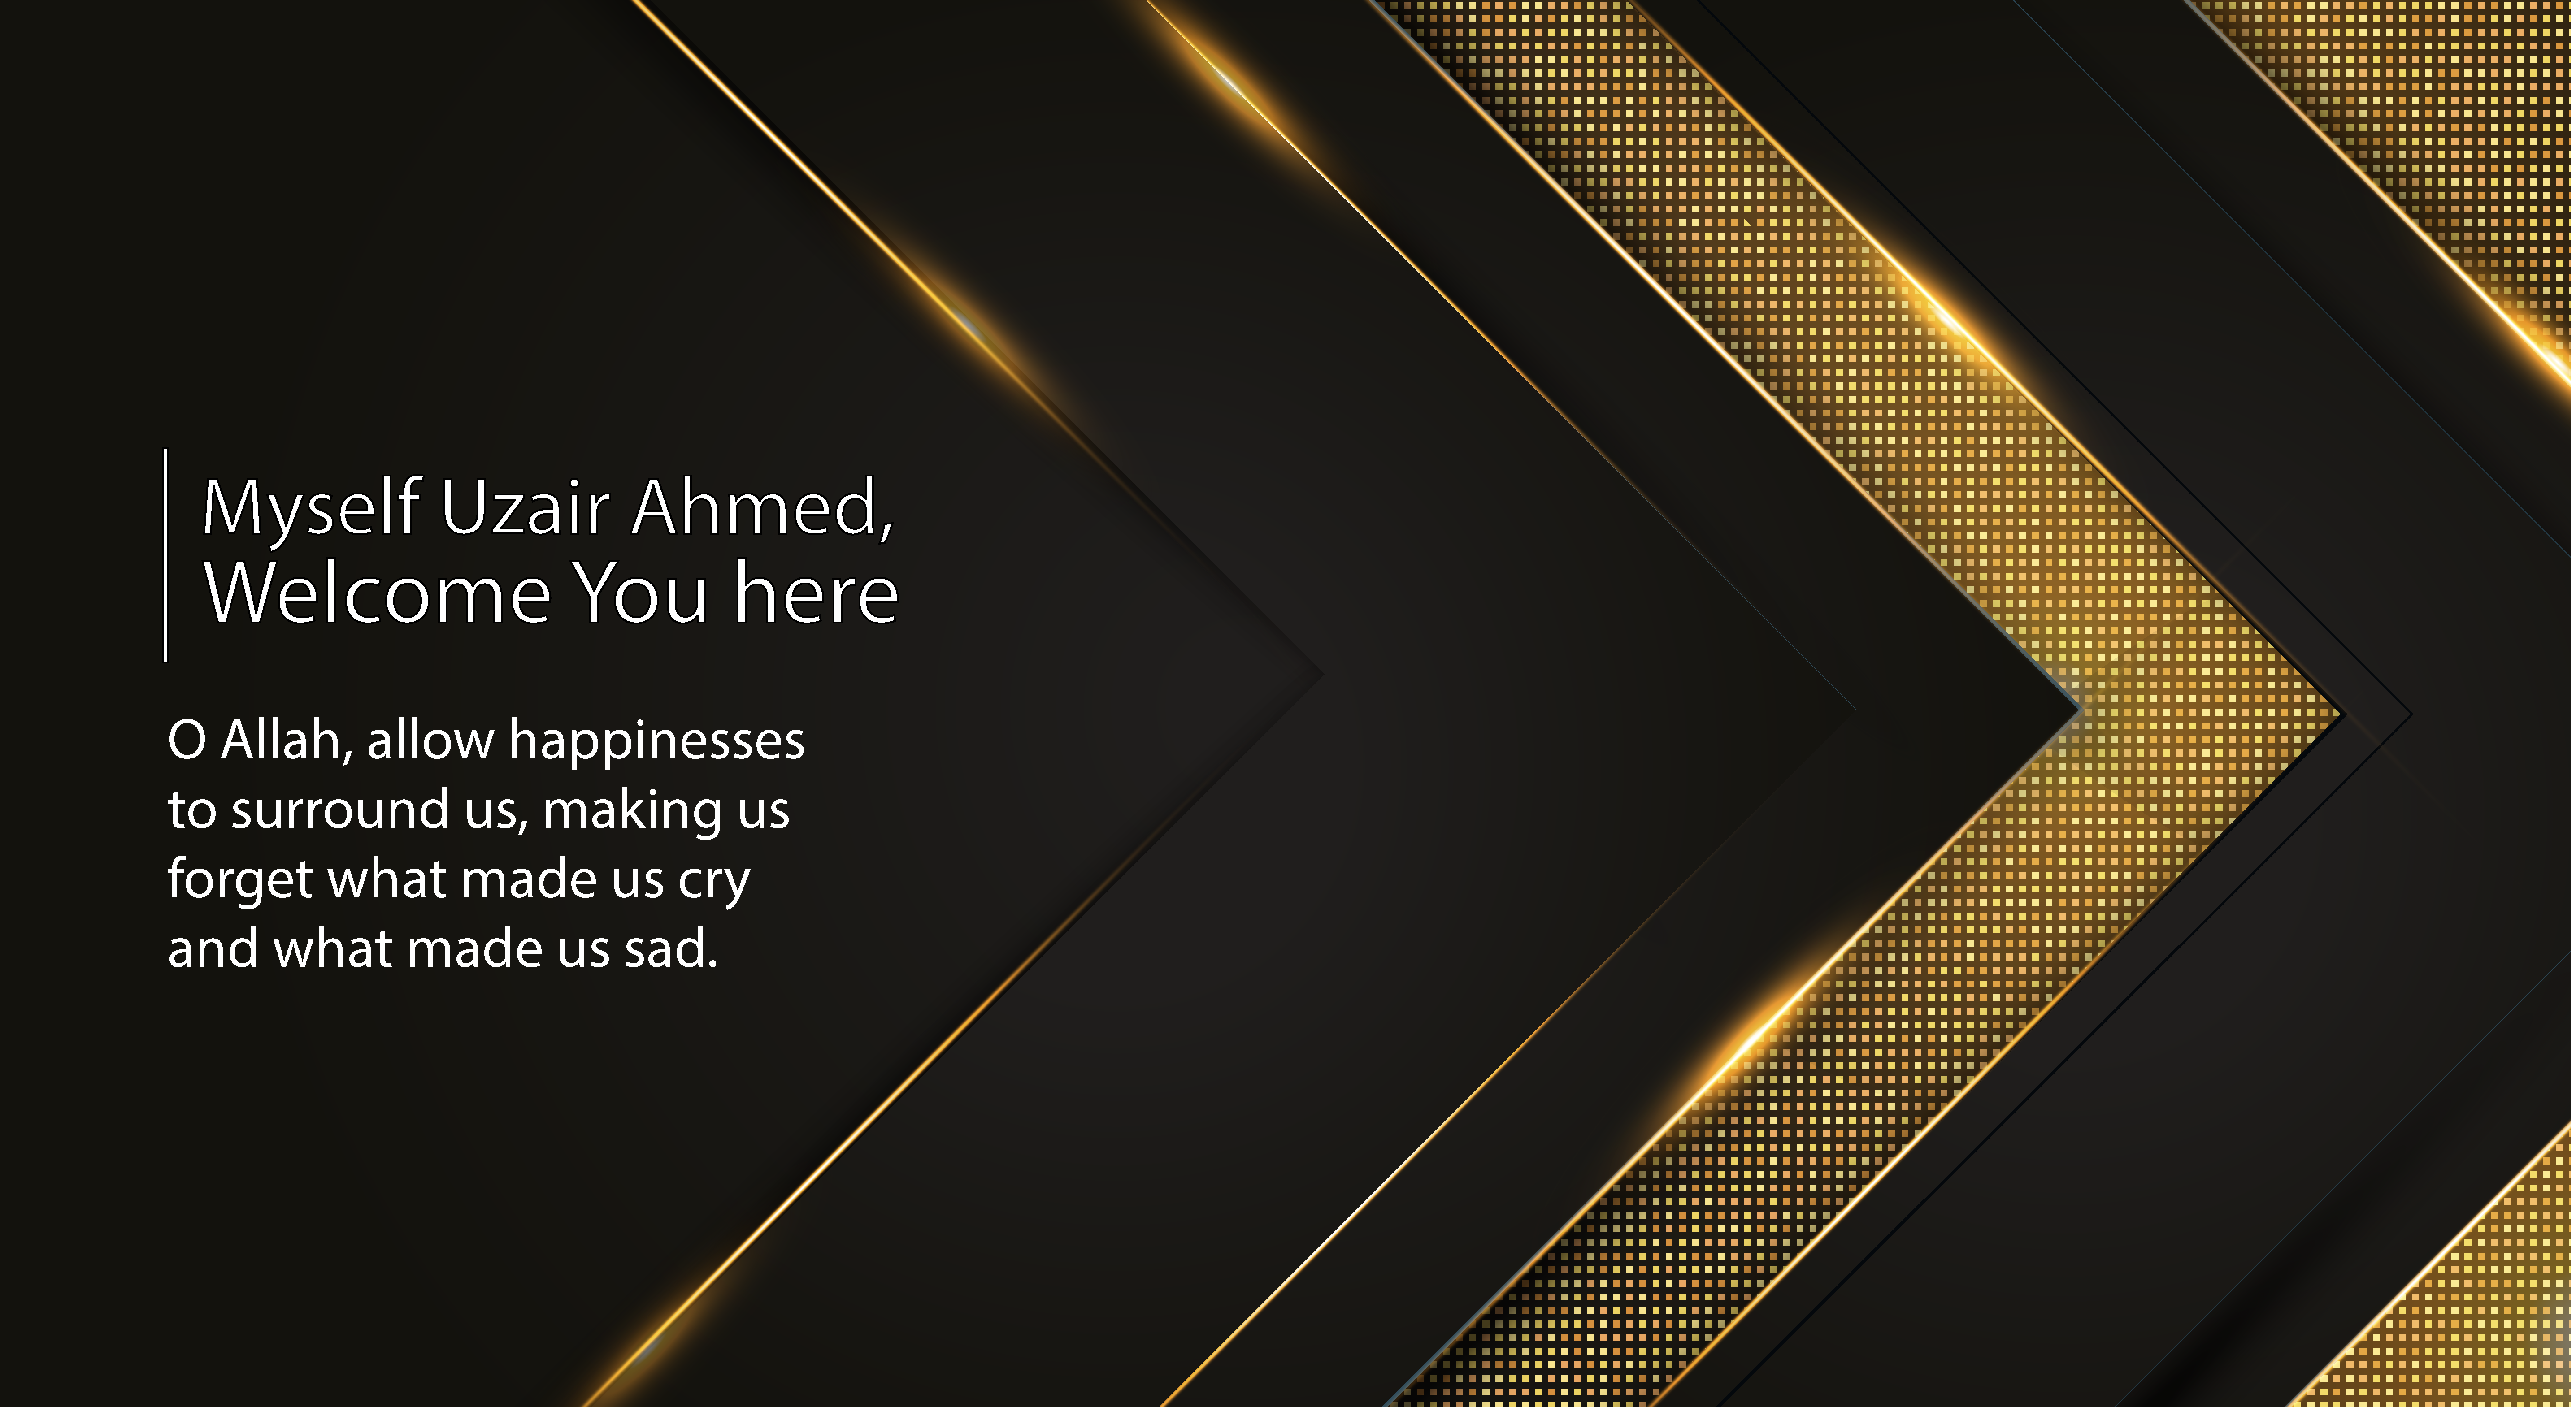 Myself Uzair Ahmed,
Welcome You here
O Allah, allow happinesses
to surround us, making us
forget what made us cry
and what made us sad.